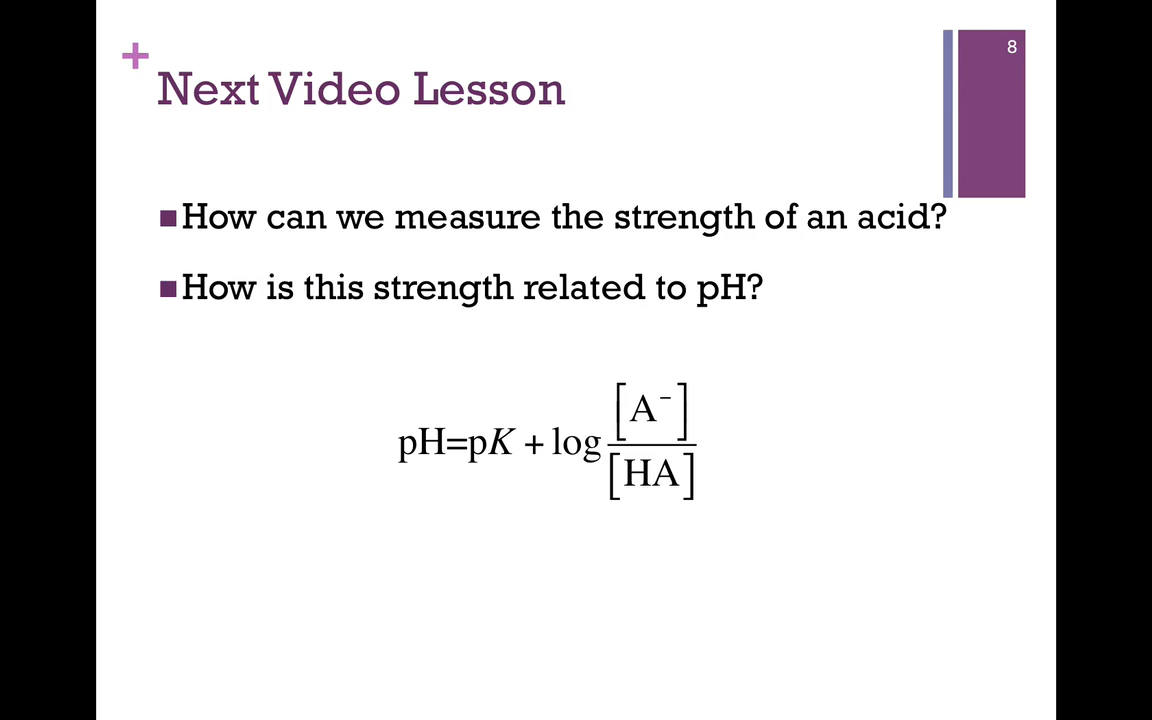 8
+
Next Video Lesson
■How can we measure the strength of an acid?
■How is this strength related to pH?
pH=pK + log [A⁻] / [HA]